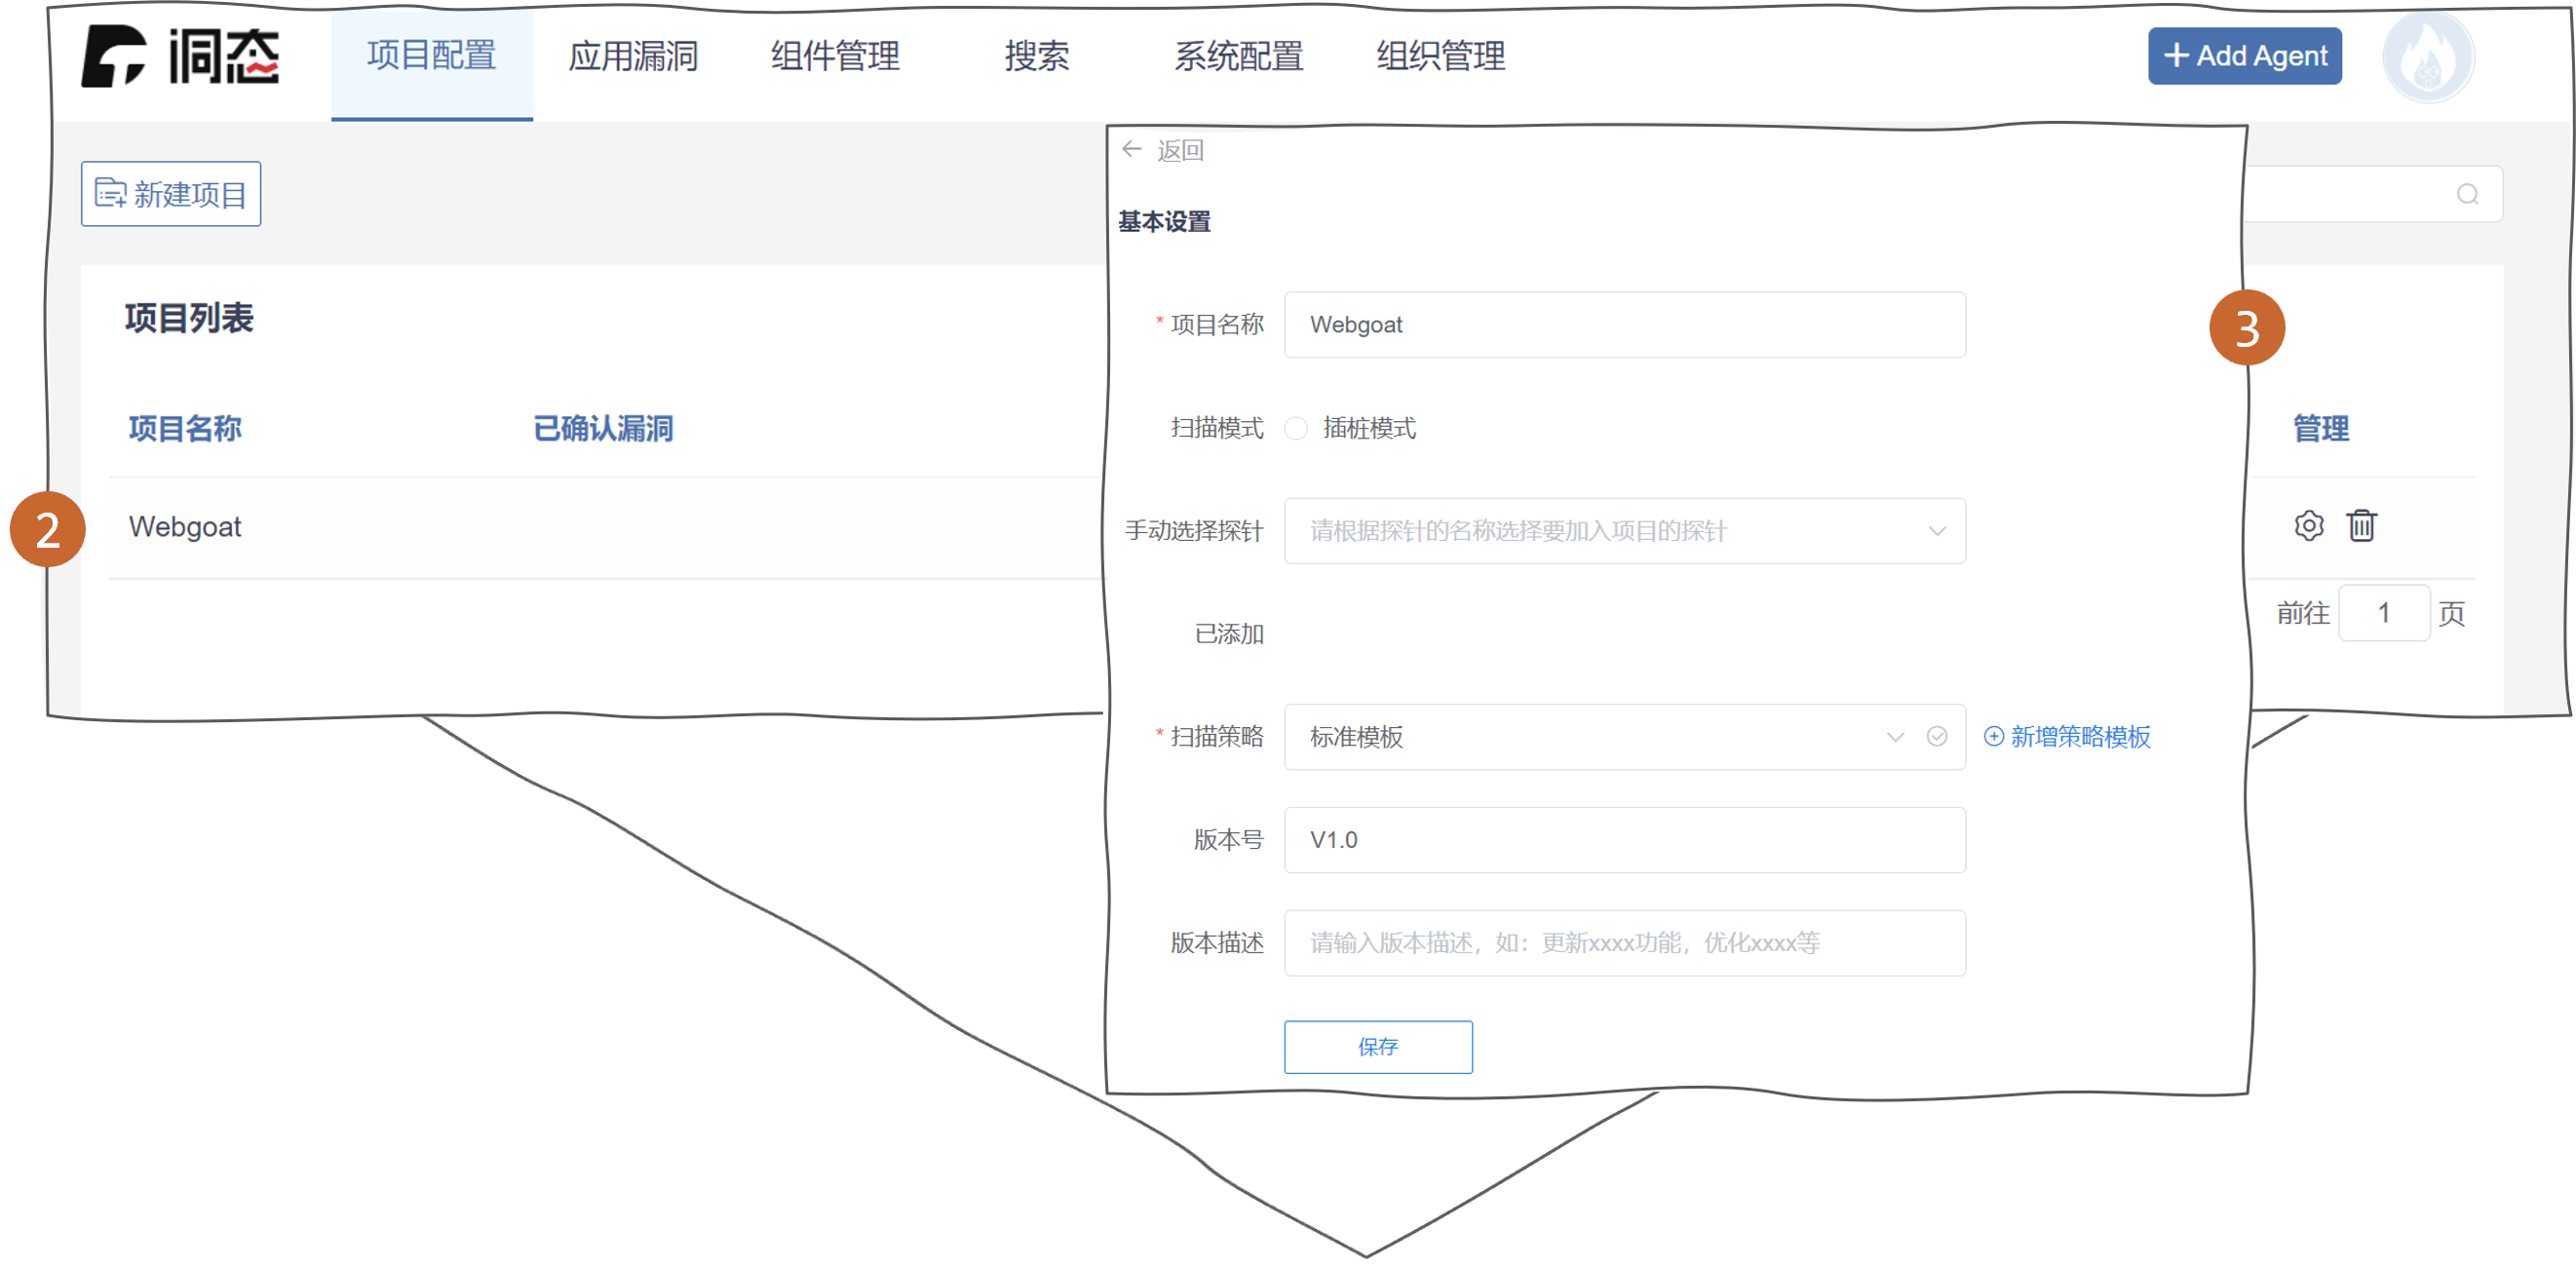 洞态
项目配置 应用漏洞 组件管理 搜索 系统配置 组织管理
+ Add Agent
新建项目
项目列表
项目名称 已确认漏洞 管理
2
Webgoat
前往 1 页
3
← 返回
基本设置
* 项目名称 Webgoat
扫描模式 插桩模式
手动选择探针 请根据探针的名称选择要加入项目的探针
已添加
* 扫描策略 标准模板 新增策略模板
版本号 V1.0
版本描述 请输入版本描述，如：更新xxxx功能，优化xxxx等
保存